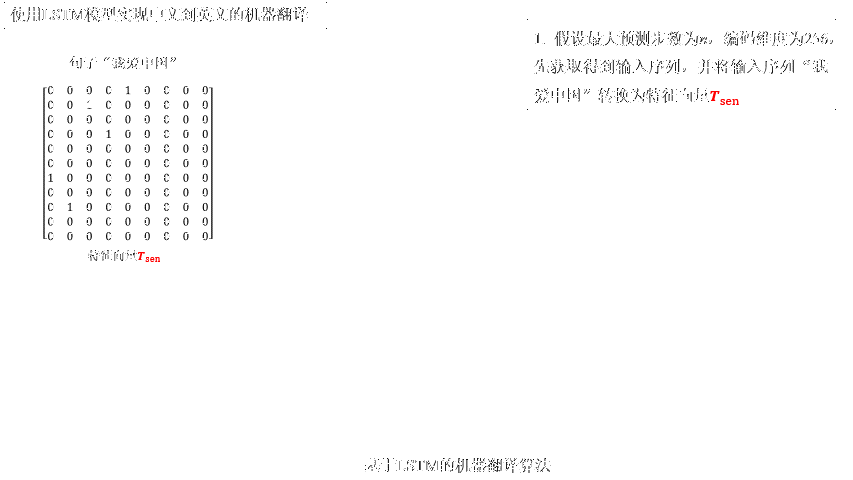 使用LSTM模型实现中文到英文的机器翻译
句子“我爱中国”
0 0 0 0 1 0 0 0 0
0 0 1 0 0 0 0 0 0
0 0 0 0 0 0 0 0 0
0 0 0 1 0 0 0 0 0
0 0 0 0 0 0 0 0 0
0 0 0 0 0 0 0 0 0
1 0 0 0 0 0 0 0 0
0 0 0 0 0 0 0 0 0
0 1 0 0 0 0 0 0 0
0 0 0 0 0 0 0 0 0
0 0 0 0 0 0 0 0 0
特征向量Tsen
1. 假设最大预测步数为n，编码维度为256，
先获取得到输入序列，并将输入序列“我
爱中国”转换为特征向量Tsen
基于LSTM的机器翻译算法